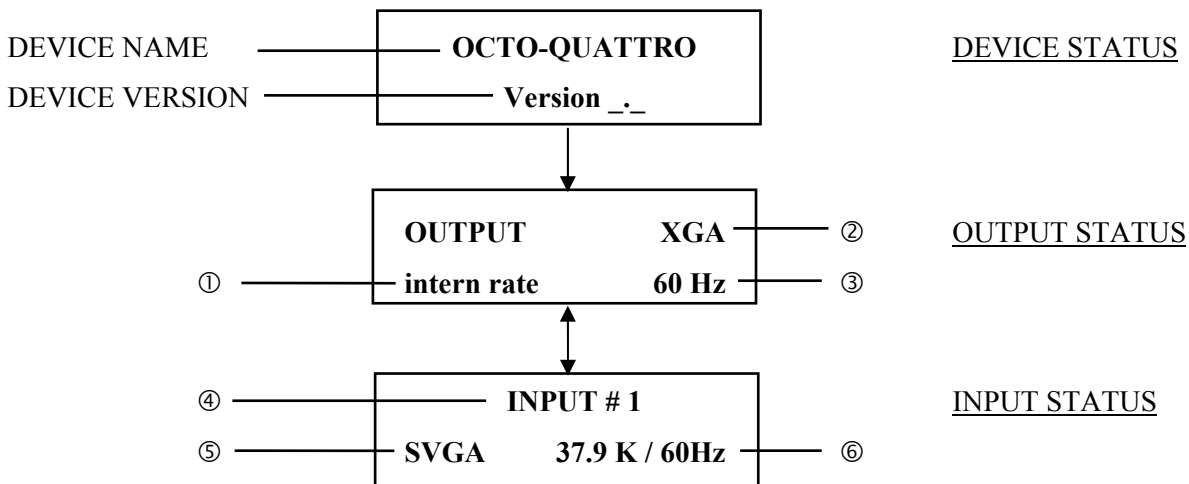 DEVICE NAME OCTO-QUATTRO DEVICE STATUS
DEVICE VERSION Version _._
OUTPUT XGA ② OUTPUT STATUS
① intern rate 60 Hz ③
④ INPUT # 1 INPUT STATUS
⑤ SVGA 37.9 K / 60Hz ⑥